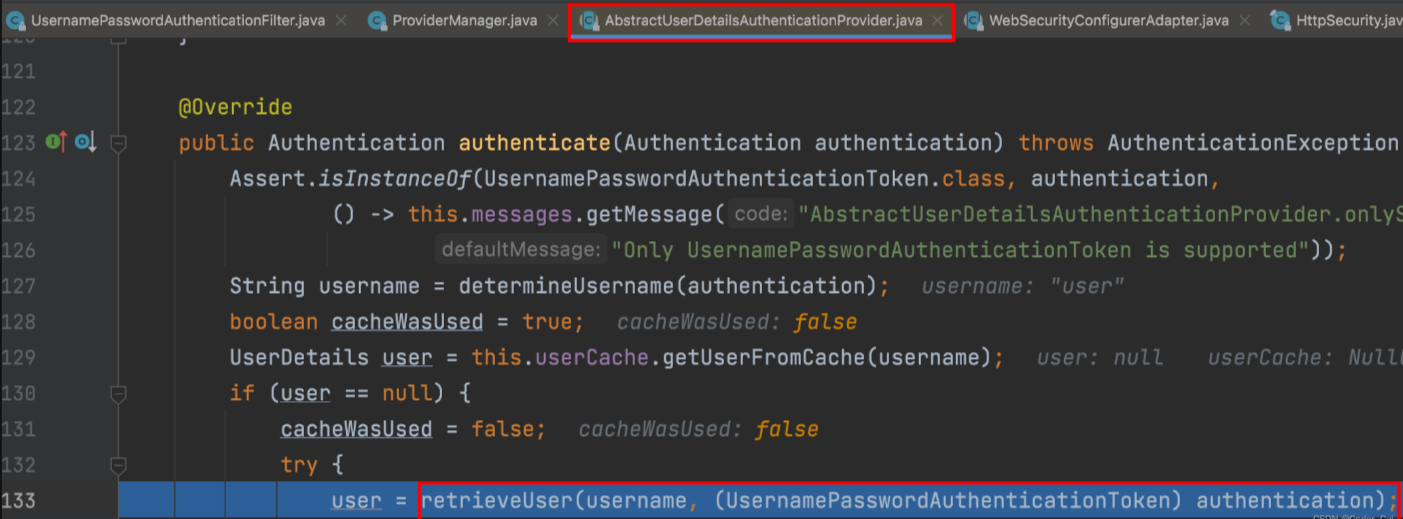 UsernamePasswordAuthenticationFilter.java × ProviderManager.java × AbstractUserDetailsAuthenticationProvider.java × WebSecurityConfigurerAdapter.java × HttpSecurity.jav
121
122 @Override
123 public Authentication authenticate(Authentication authentication) throws AuthenticationException
124 Assert.isInstanceOf(UsernamePasswordAuthenticationToken.class, authentication,
125 () -> this.messages.getMessage( code: "AbstractUserDetailsAuthenticationProvider.onlyS
126 defaultMessage: "Only UsernamePasswordAuthenticationToken is supported"));
127 String username = determineUsername(authentication); username: "user"
128 boolean cacheWasUsed = true; cacheWasUsed: false
129 UserDetails user = this.userCache.getUserFromCache(username); user: null userCache: Null
130 if (user == null) {
131 cacheWasUsed = false; cacheWasUsed: false
132 try {
133 user = retrieveUser(username, (UsernamePasswordAuthenticationToken) authentication);